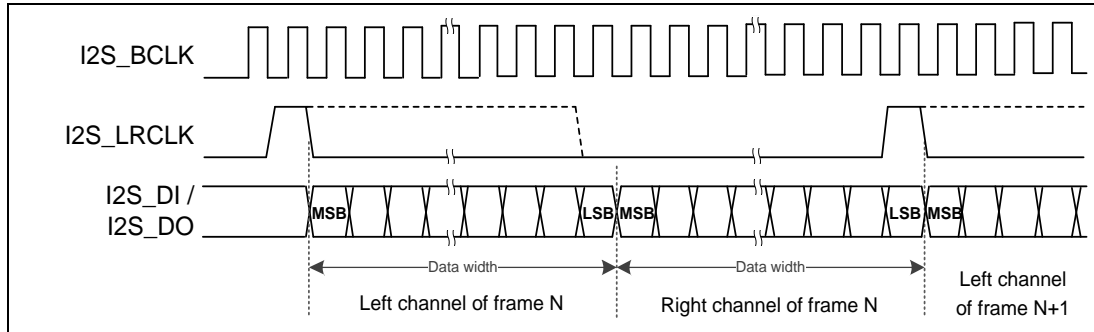 I2S_BCLK
I2S_LRCLK
I2S_DI /
I2S_DO
MSB
LSB
MSB
LSB
MSB
Data width
Data width
Left channel of frame N
Right channel of frame N
Left channel
of frame N+1